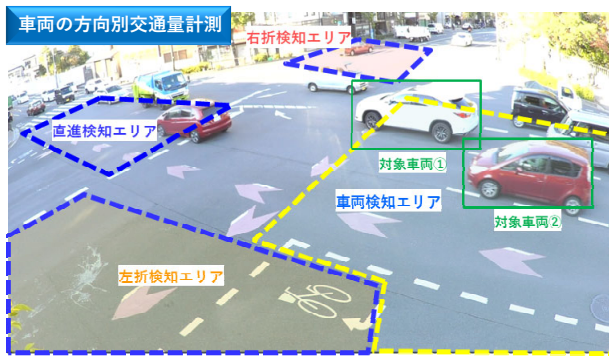 車両の方向別交通量計測
右折検知エリア
直進検知エリア
対象車両①
車両検知エリア
対象車両②
左折検知エリア